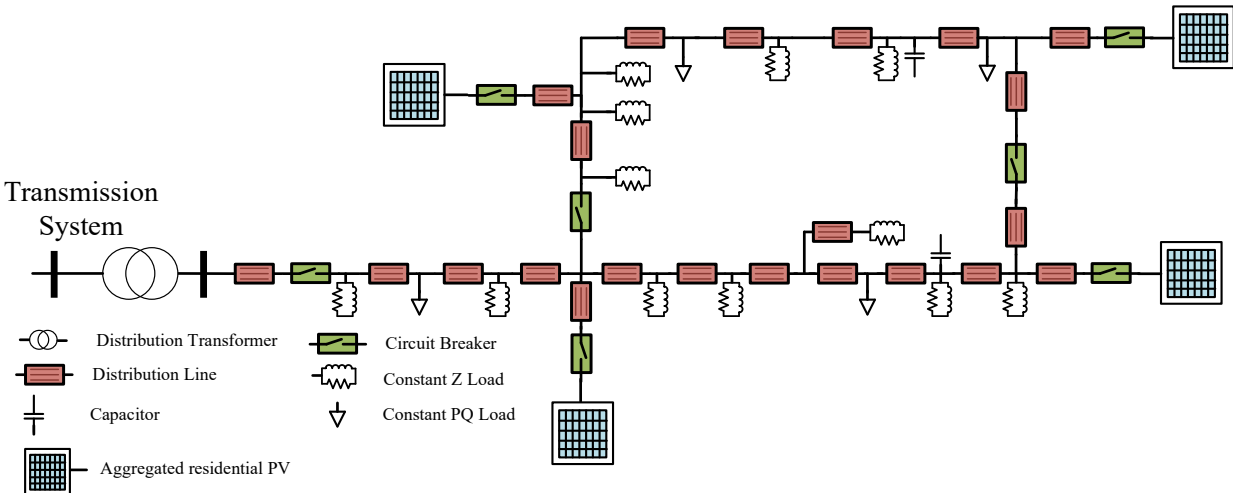 Transmission
System
Distribution Transformer
Circuit Breaker
Distribution Line
Constant Z Load
Capacitor
Constant PQ Load
Aggregated residential PV